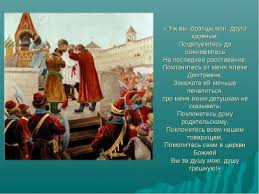 « Уж вы, братцы мои, други
кровные,
Поцелуемтесь да
обнимемтесь
На последнее расставание.
Поклонитесь от меня Алене
Дмитревне,
Закажите ей меньше
печалиться,
про меня моим детушкам не
сказывать;
Поклонитесь дому
родительскому,
Поклонитесь всем нашим
товарищам,
Помолитесь сами в церкви
Божией
Вы за душу мою, душу
грешную!»